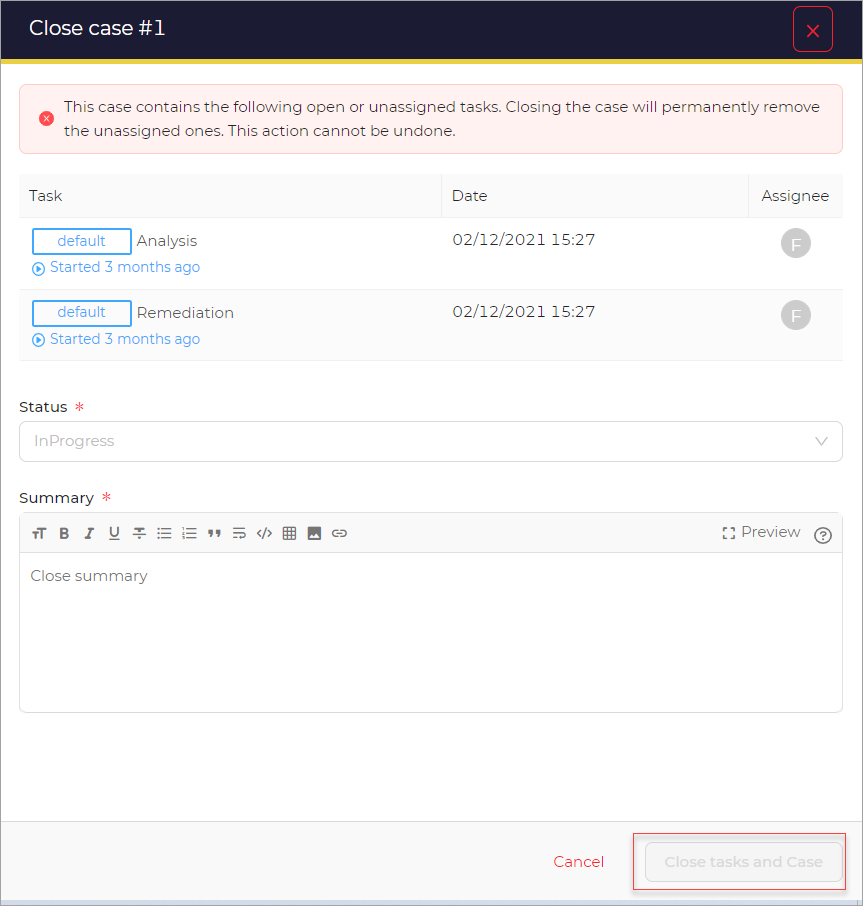 Close case #1
This case contains the following open or unassigned tasks. Closing the case will permanently remove
the unassigned ones. This action cannot be undone.
Task Date Assignee
default Analysis 02/12/2021 15:27 F
Started 3 months ago
default Remediation 02/12/2021 15:27 F
Started 3 months ago
Status *
InProgress
Summary *
Preview
Close summary
Cancel Close tasks and Case